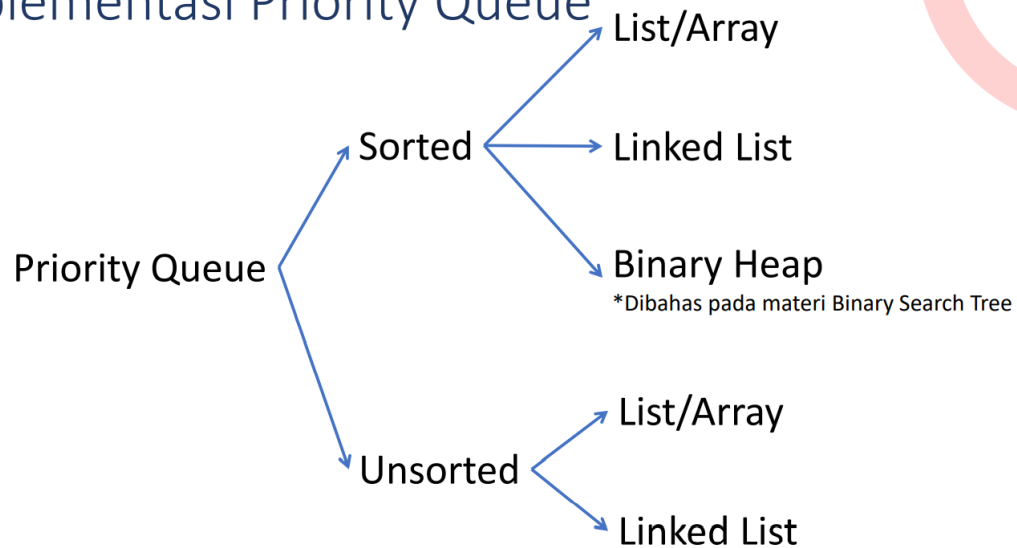 Priority Queue
List/Array
Sorted
Linked List
Priority Queue
Binary Heap
*Dibahas pada materi Binary Search Tree
List/Array
Unsorted
Linked List